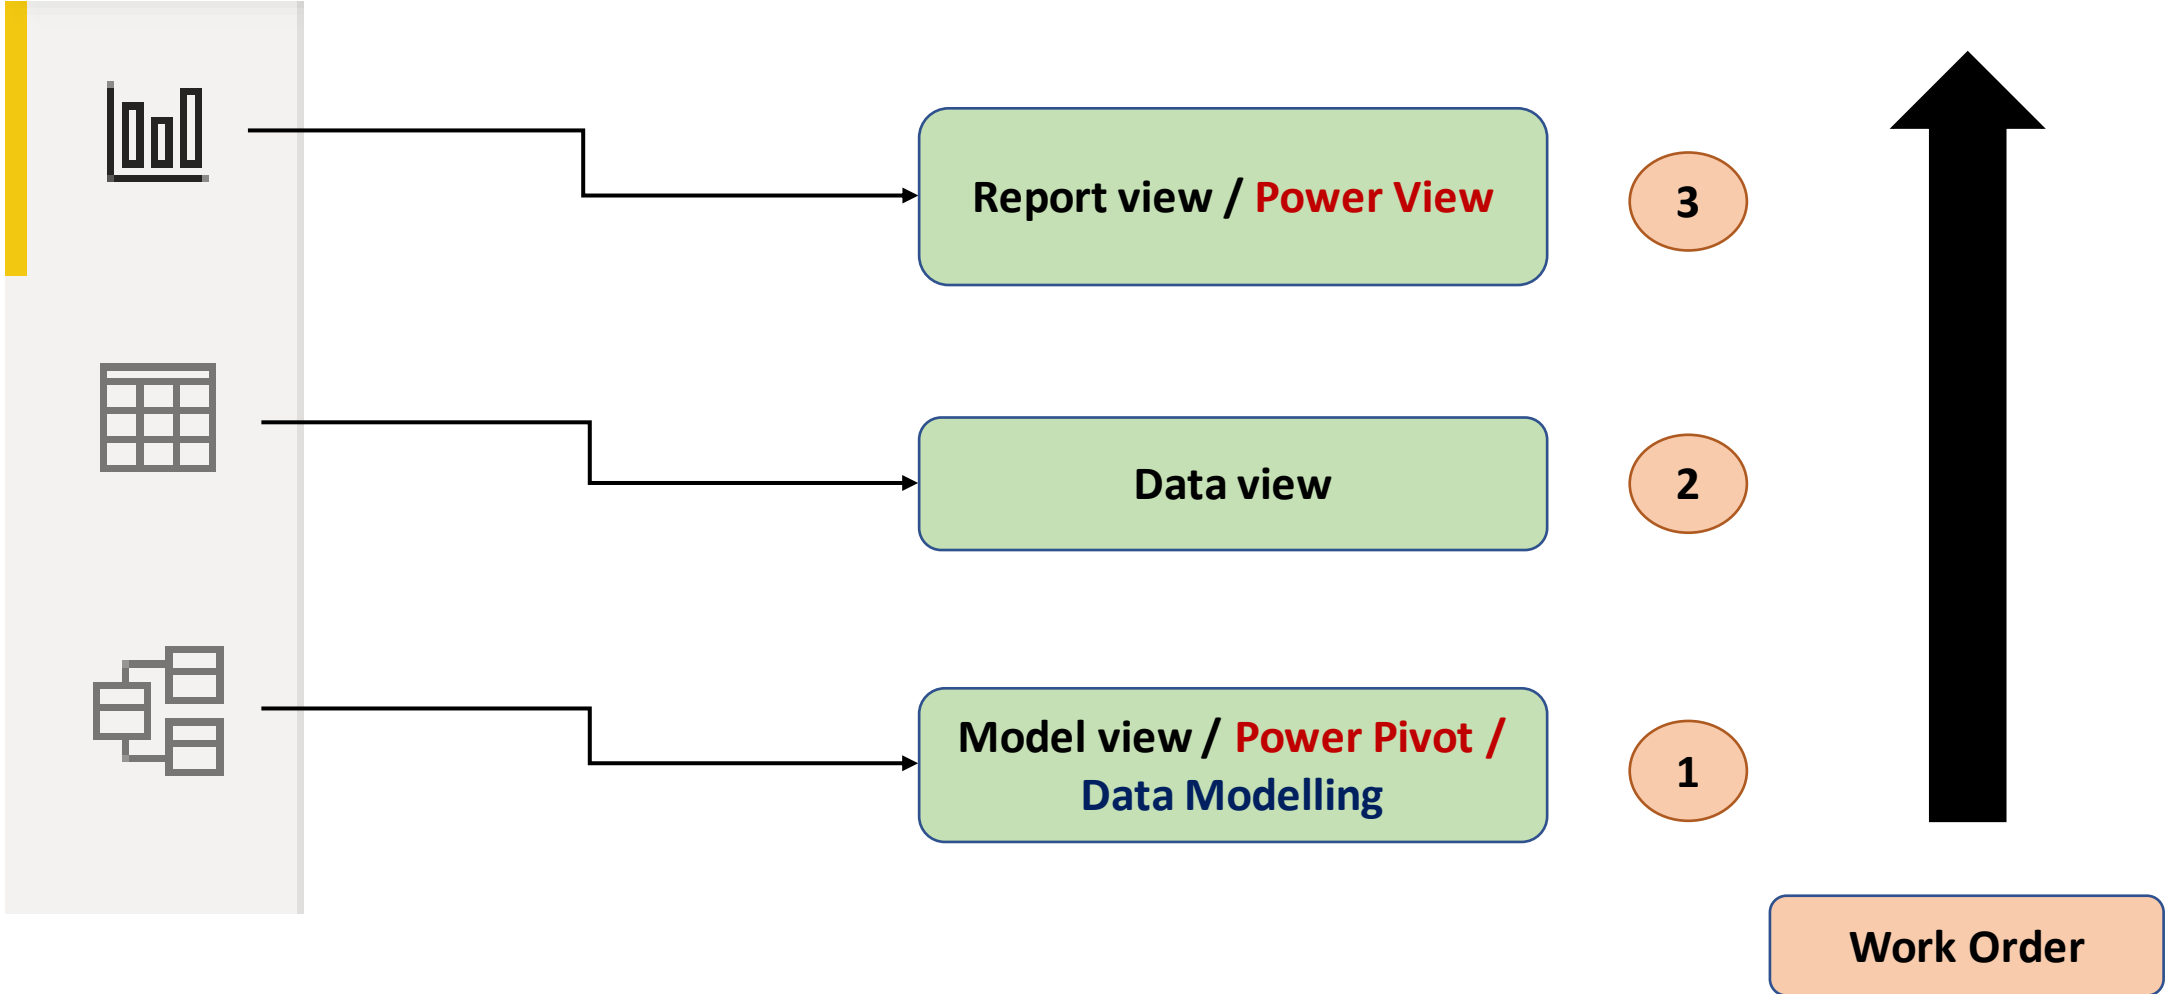 Report view / Power View
3
Data view
2
Model view / Power Pivot /
Data Modelling
1
Work Order